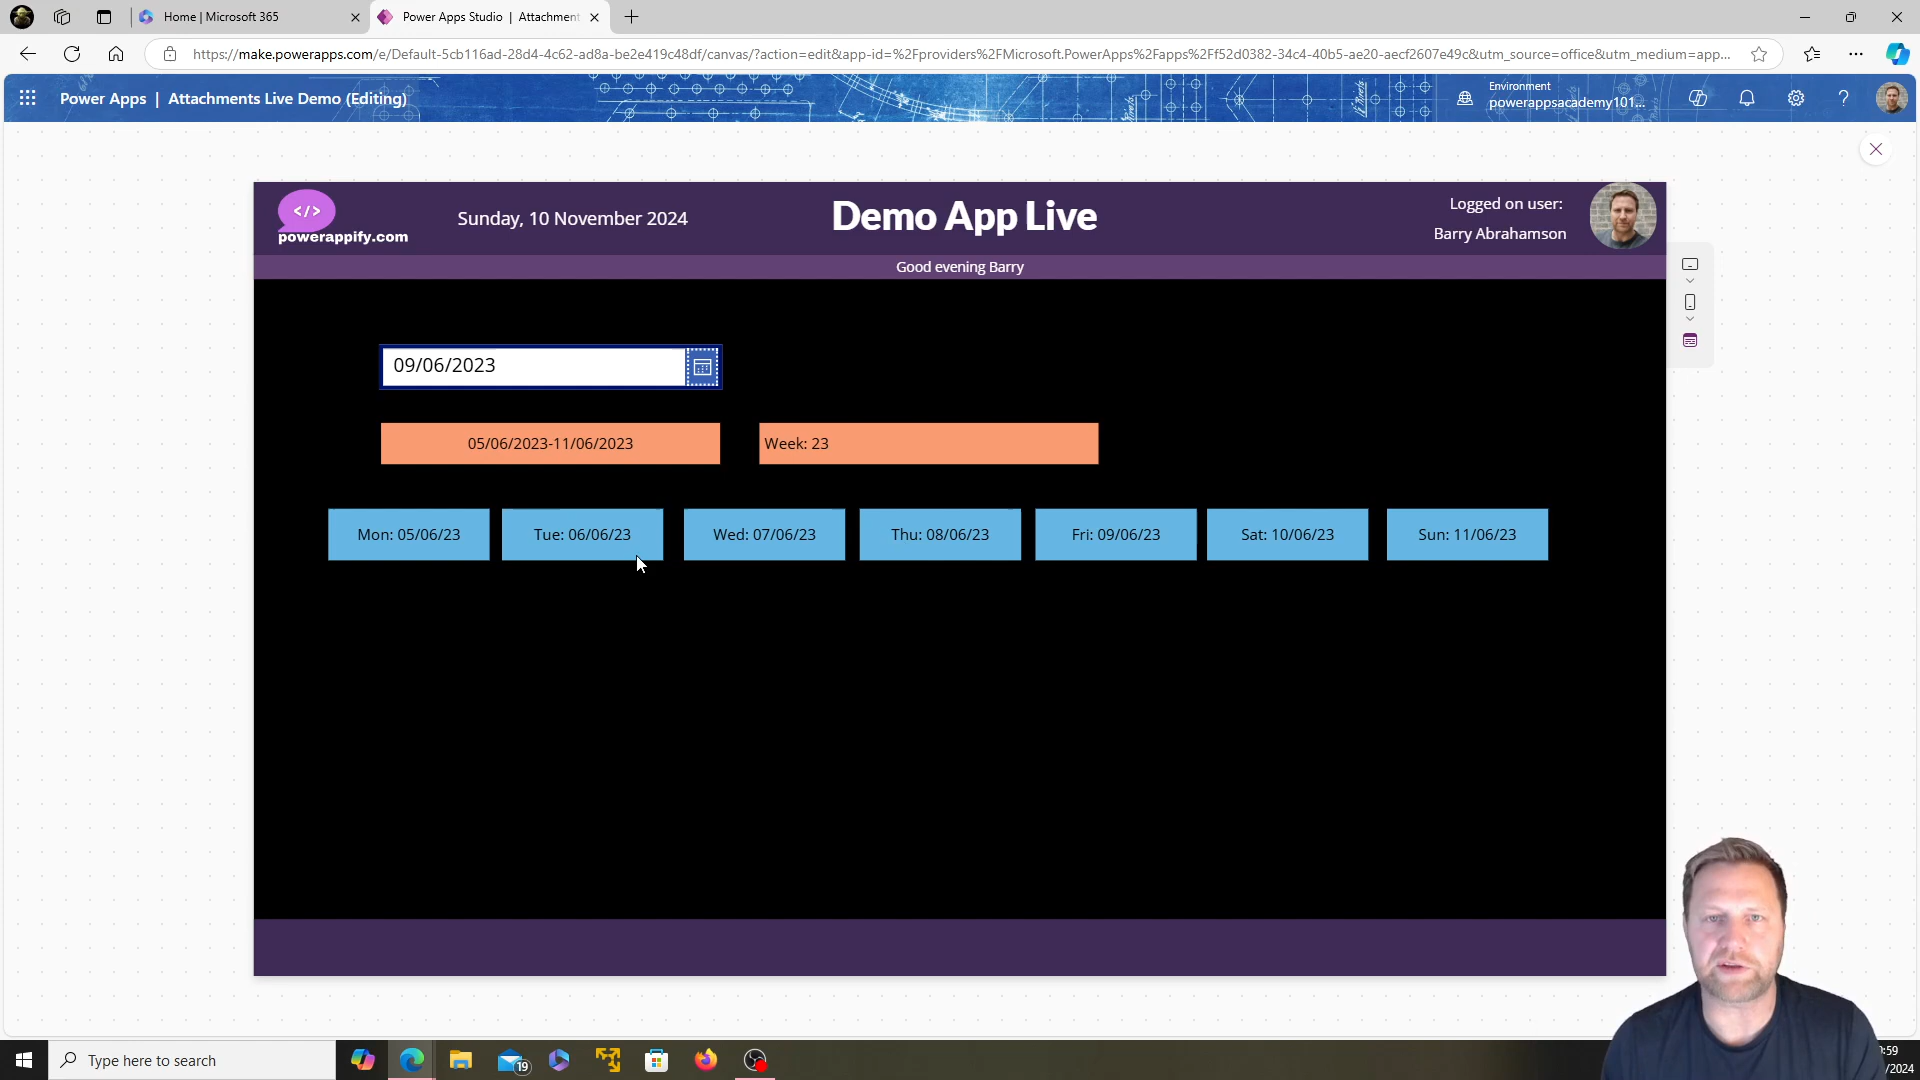 Home | Microsoft 365
Power Apps Studio | Attachment
https://make.powerapps.com/e/Default-5cb116ad-28d4-4c62-ad8a-be2e419c48df/canvas/?action=edit&app-id=%2Fproviders%2FMicrosoft.PowerApps%2Fapps%2Ff52d0382-34c4-40b5-ae20-aecf2607e49c&utm_source=office&utm_medium=app...
Power Apps | Attachments Live Demo (Editing)
Environment
powerappsacademy101...
</>
powerappify.com
Sunday, 10 November 2024
Demo App Live
Logged on user:
Barry Abrahamson
Good evening Barry
09/06/2023
05/06/2023-11/06/2023
Week: 23
Mon: 05/06/23
Tue: 06/06/23
Wed: 07/06/23
Thu: 08/06/23
Fri: 09/06/23
Sat: 10/06/23
Sun: 11/06/23
Type here to search
19
:59
/2024